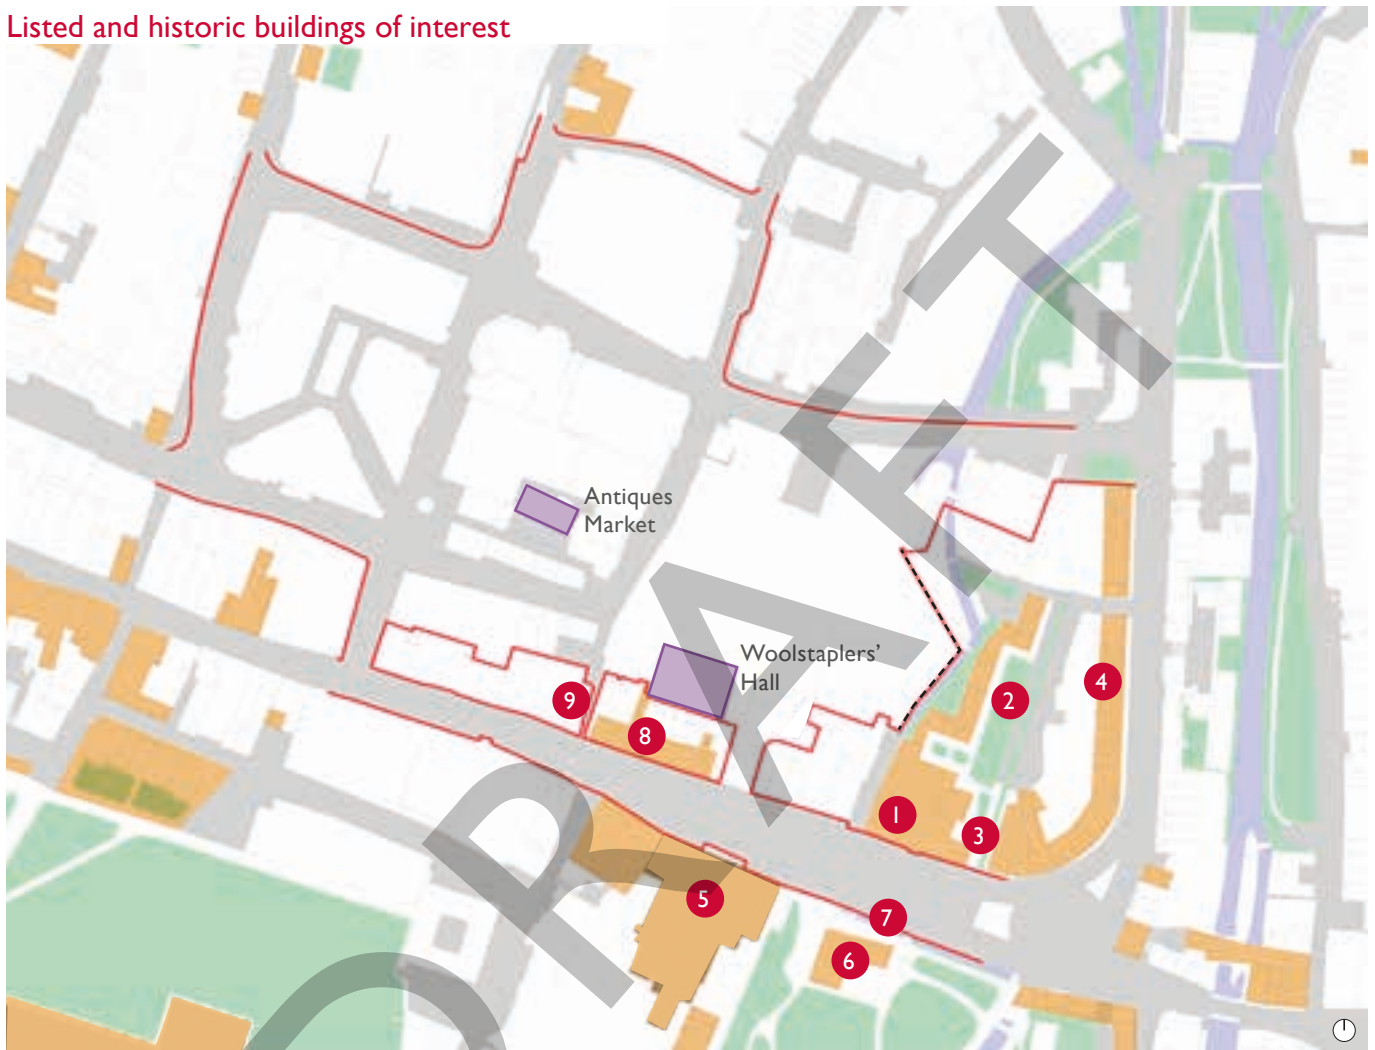 Listed and historic buildings of interest
Antiques
Market
Woolstaplers'
Hall
2
4
9
8
1
3
5
7
6
DRAFT